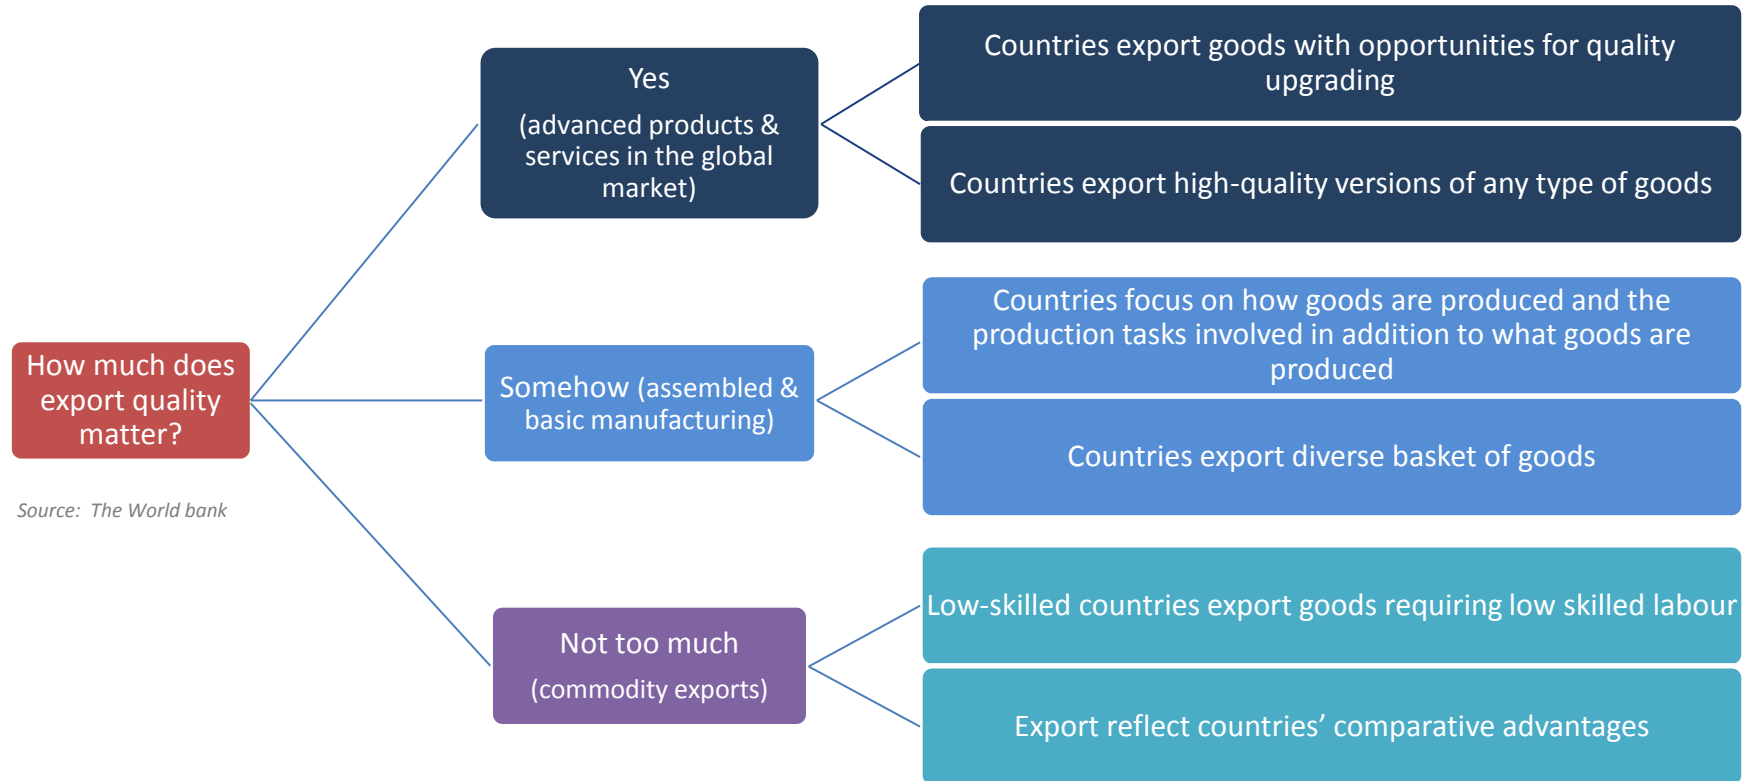 How much does
export quality
matter?
Source:  The World bank
Yes
(advanced products &
services in the global
market)
Countries export goods with opportunities for quality
upgrading
Countries export high-quality versions of any type of goods
Somehow (assembled &
basic manufacturing)
Countries focus on how goods are produced and the
production tasks involved in addition to what goods are
produced
Countries export diverse basket of goods
Not too much
(commodity exports)
Low-skilled countries export goods requiring low skilled labour
Export reflect countries’ comparative advantages